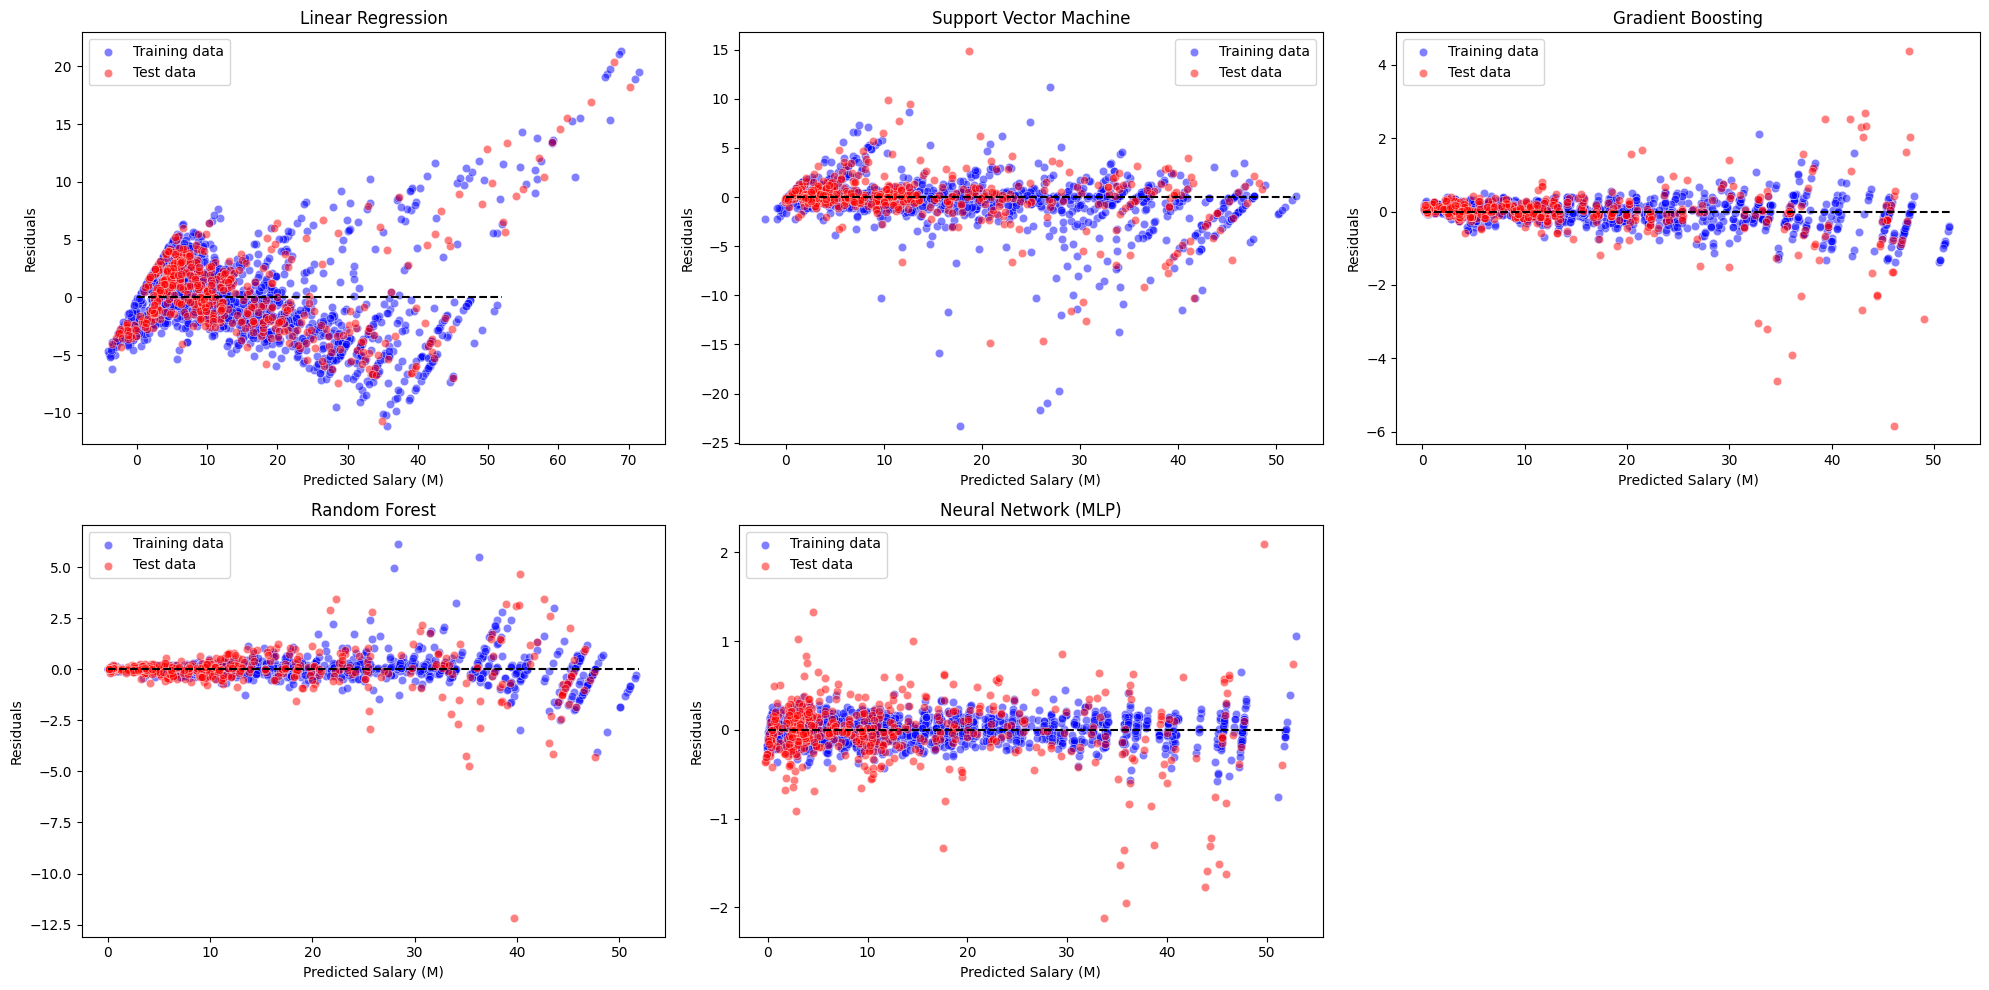 Linear Regression
Training data
Test data
20
15
10
5
0
−5
−10
Residuals
0 10 20 30 40 50 60 70
Predicted Salary (M)
Support Vector Machine
Training data
Test data
15
10
5
0
−5
−10
−15
−20
−25
Residuals
0 10 20 30 40 50
Predicted Salary (M)
Gradient Boosting
Training data
Test data
4
2
0
−2
−4
−6
Residuals
0 10 20 30 40 50
Predicted Salary (M)
Random Forest
Training data
Test data
5.0
2.5
0.0
−2.5
−5.0
−7.5
−10.0
−12.5
Residuals
0 10 20 30 40 50
Predicted Salary (M)
Neural Network (MLP)
Training data
Test data
2
1
0
−1
−2
Residuals
0 10 20 30 40 50
Predicted Salary (M)